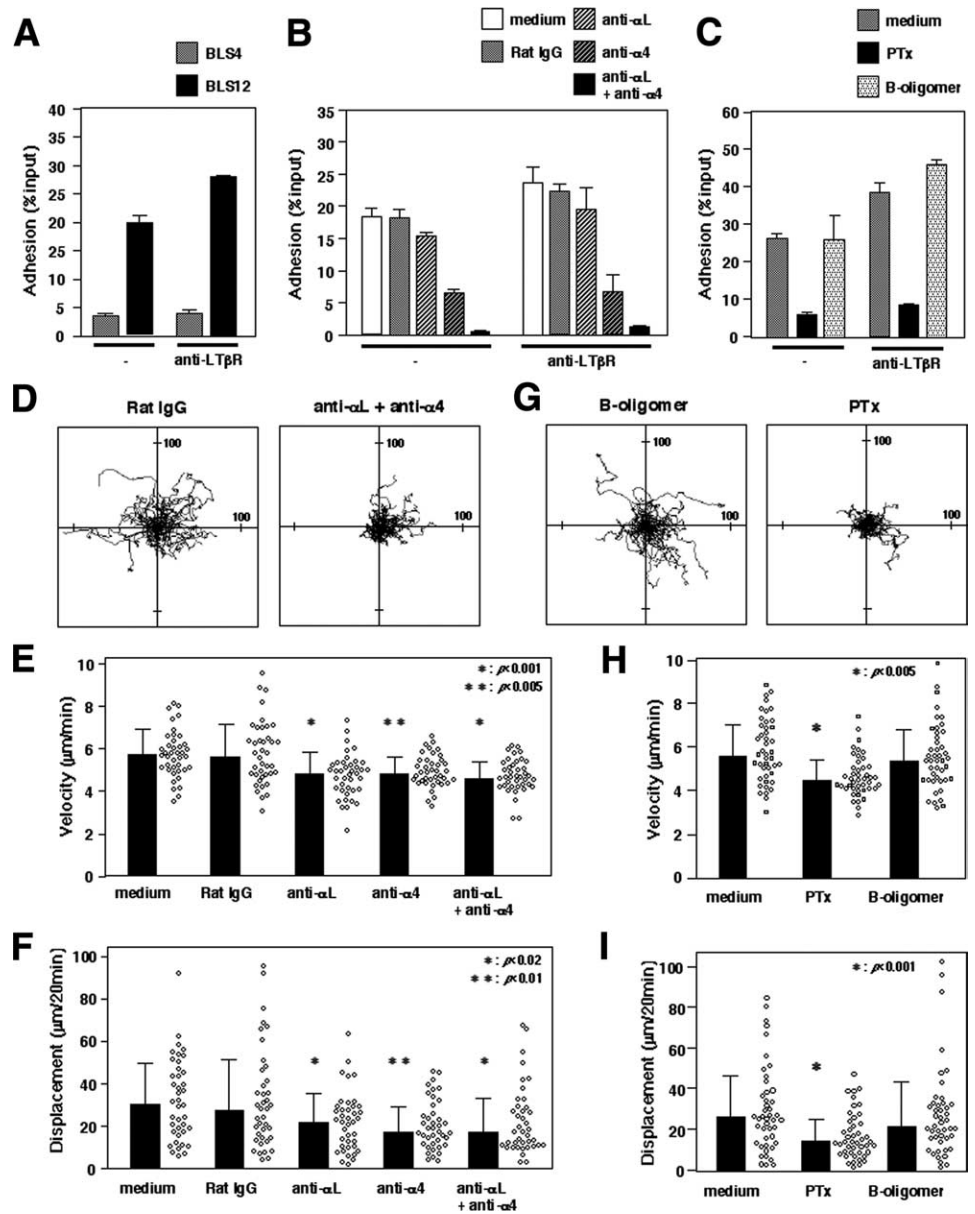 A
BLS4
BLS12
Adhesion (% input)
40
35
30
25
20
15
10
5
0
-
anti-LTβR
B
medium
anti-αL
Rat IgG
anti-α4
anti-αL
+ anti-α4
Adhesion (% input)
35
30
25
20
15
10
5
0
-
anti-LTβR
C
medium
PTx
B-oligomer
Adhesion (% input)
60
50
40
30
20
10
0
-
anti-LTβR
D
Rat IgG
100
100
anti-αL + anti-α4
100
100
G
B-oligomer
100
100
PTx
100
100
E
Velocity (μm/min)
10
8
6
4
2
0
*: p<0.001
**: p<0.005
*
**
*
medium
Rat IgG
anti-αL
anti-α4
anti-αL
+ anti-α4
H
Velocity (μm/min)
10
8
6
4
2
0
*: p<0.005
*
medium
PTx
B-oligomer
F
Displacement (μm/20min)
100
80
60
40
20
0
*: p<0.02
**: p<0.01
*
**
*
medium
Rat IgG
anti-αL
anti-α4
anti-αL
+ anti-α4
I
Displacement (μm/20min)
100
80
60
40
20
0
*: p<0.001
*
medium
PTx
B-oligomer